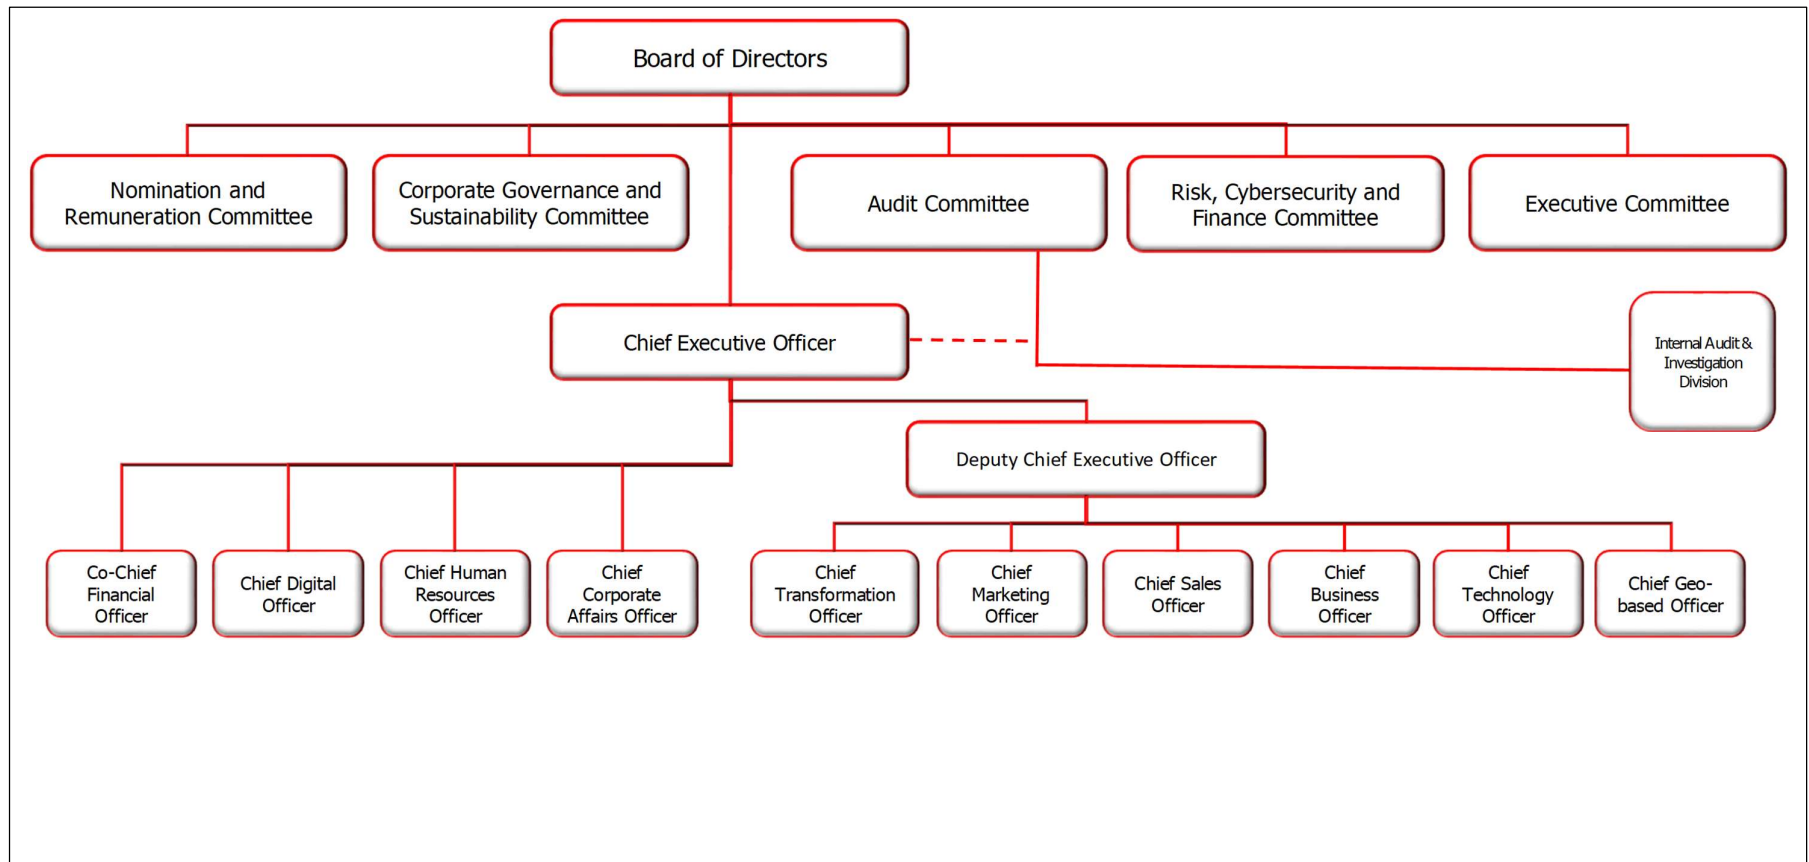 Board of Directors
Nomination and
Remuneration Committee
Corporate Governance and
Sustainability Committee
Audit Committee
Risk, Cybersecurity and
Finance Committee
Executive Committee
Chief Executive Officer
Internal Audit &
Investigation
Division
Deputy Chief Executive Officer
Co-Chief
Financial
Officer
Chief Digital
Officer
Chief Human
Resources
Officer
Chief
Corporate
Affairs Officer
Chief
Transformation
Officer
Chief
Marketing
Officer
Chief Sales
Officer
Chief
Business
Officer
Chief
Technology
Officer
Chief Geo-
based Officer